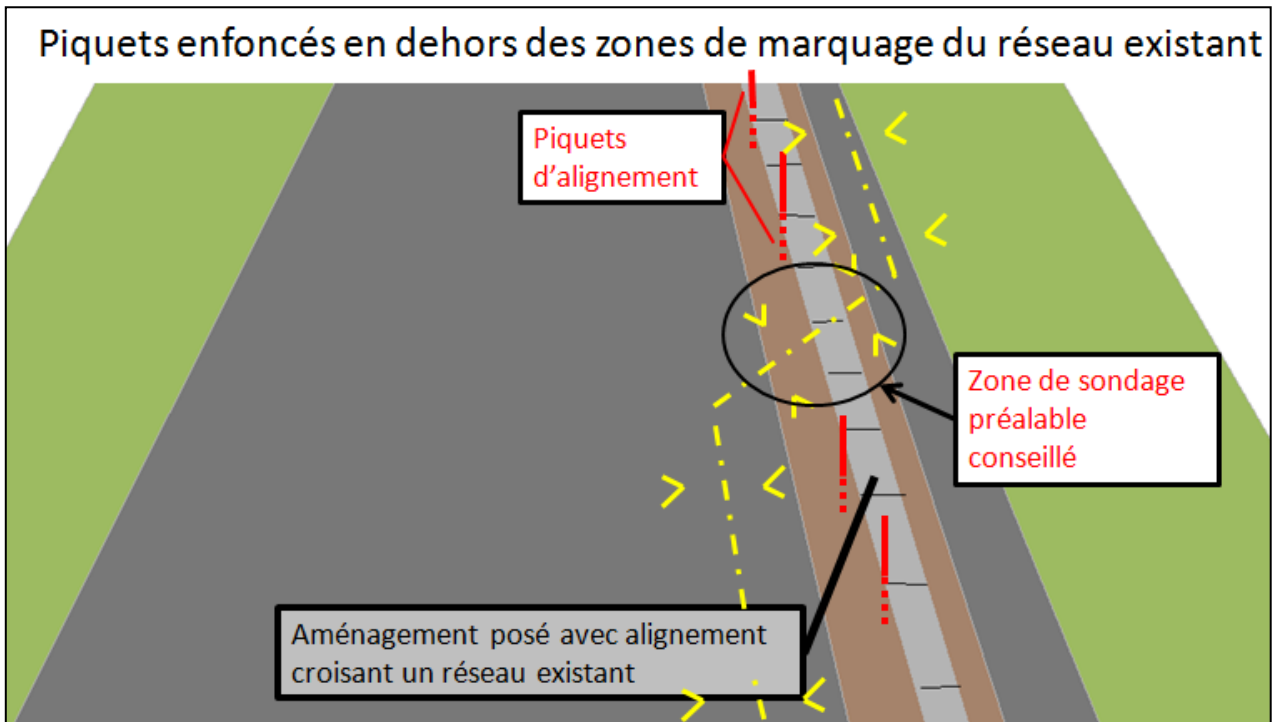 Piquets enfoncés en dehors des zones de marquage du réseau existant
Piquets
d’alignement
Zone de sondage
préalable
conseillé
Aménagement posé avec alignement
croisant un réseau existant